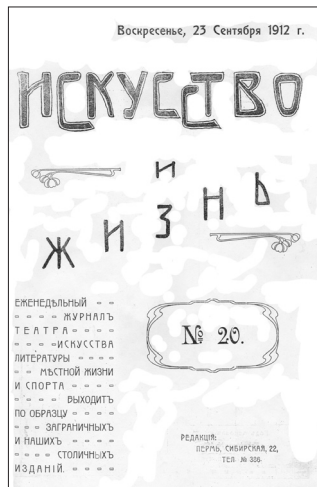 Воскресенье, 23 Сентября 1912 г.
ИСКУССТВО
и
ЖИЗНЬ
ЕЖЕНЕДѢЛЬНЫЙ
ЖУРНАЛЪ
ТЕАТРА
ИСКУССТВА
ЛИТЕРАТУРЫ
МѢСТНОЙ ЖИЗНИ
И СПОРТА
ВЫХОДИТЪ
ПО ОБРАЗЦУ
ЗАГРАНИЧНЫХЪ
И НАШИХЪ
СТОЛИЧНЫХЪ
ИЗДАНІЙ.
№ 20.
РЕДАКЦІЯ:
ПЕРМЬ, СИБИРСКАЯ, 22,
ТЕЛ. № 336.